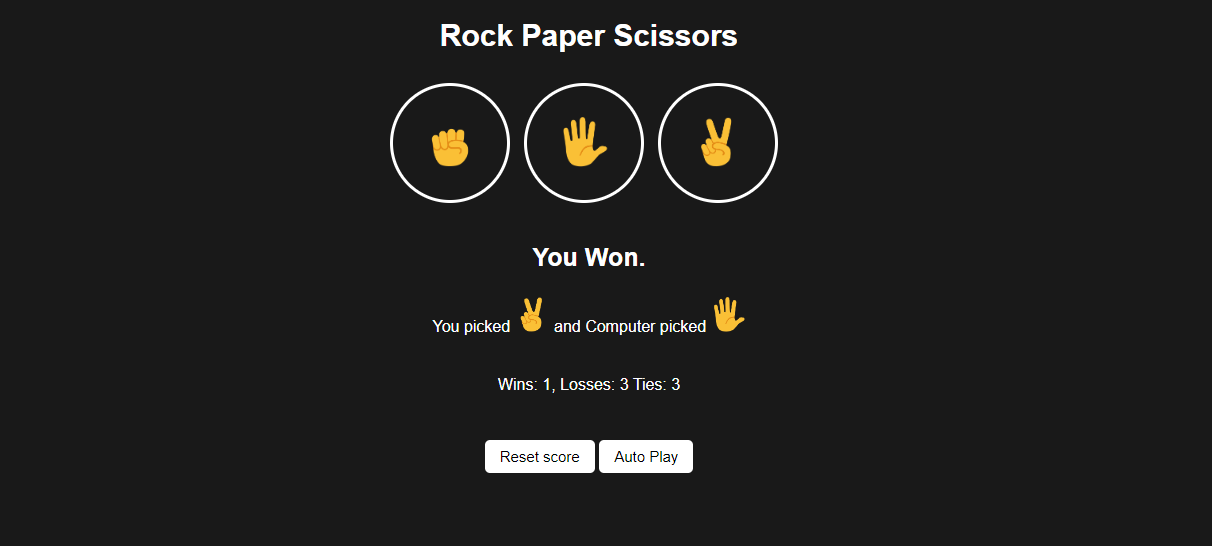 Rock Paper Scissors
You Won.
You picked and Computer picked
Wins: 1, Losses: 3 Ties: 3
Reset score Auto Play